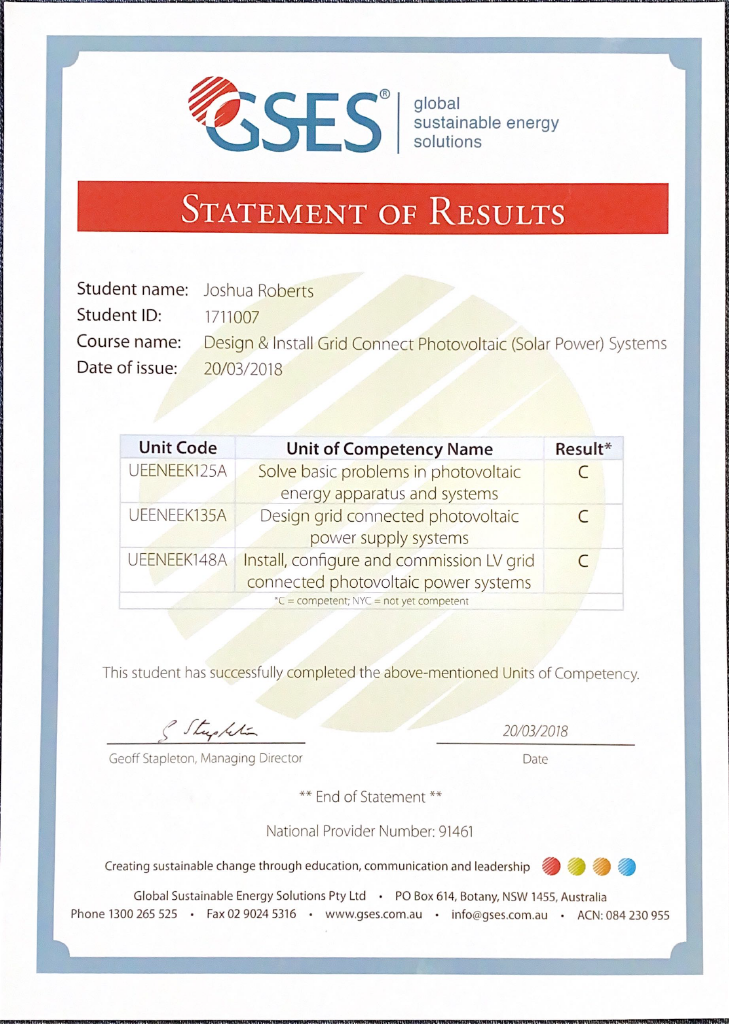 GSES®
global
sustainable energy
solutions
STATEMENT OF RESULTS
Student name: Joshua Roberts
Student ID: 1711007
Course name: Design & Install Grid Connect Photovoltaic (Solar Power) Systems
Date of issue: 20/03/2018
Unit Code Unit of Competency Name Result*
UEENEEK125A Solve basic problems in photovoltaic C
energy apparatus and systems
UEENEEK135A Design grid connected photovoltaic C
power supply systems
UEENEEK148A Install, configure and commission LV grid C
connected photovoltaic power systems
*C = competent; NYC = not yet competent
This student has successfully completed the above-mentioned Units of Competency.
G Stapleton 20/03/2018
Geoff Stapleton, Managing Director Date
** End of Statement **
National Provider Number: 91461
Creating sustainable change through education, communication and leadership
Global Sustainable Energy Solutions Pty Ltd • PO Box 614, Botany, NSW 1455, Australia
Phone 1300 265 525 • Fax 02 9024 5316 • www.gses.com.au • info@gses.com.au • ACN: 084 230 955